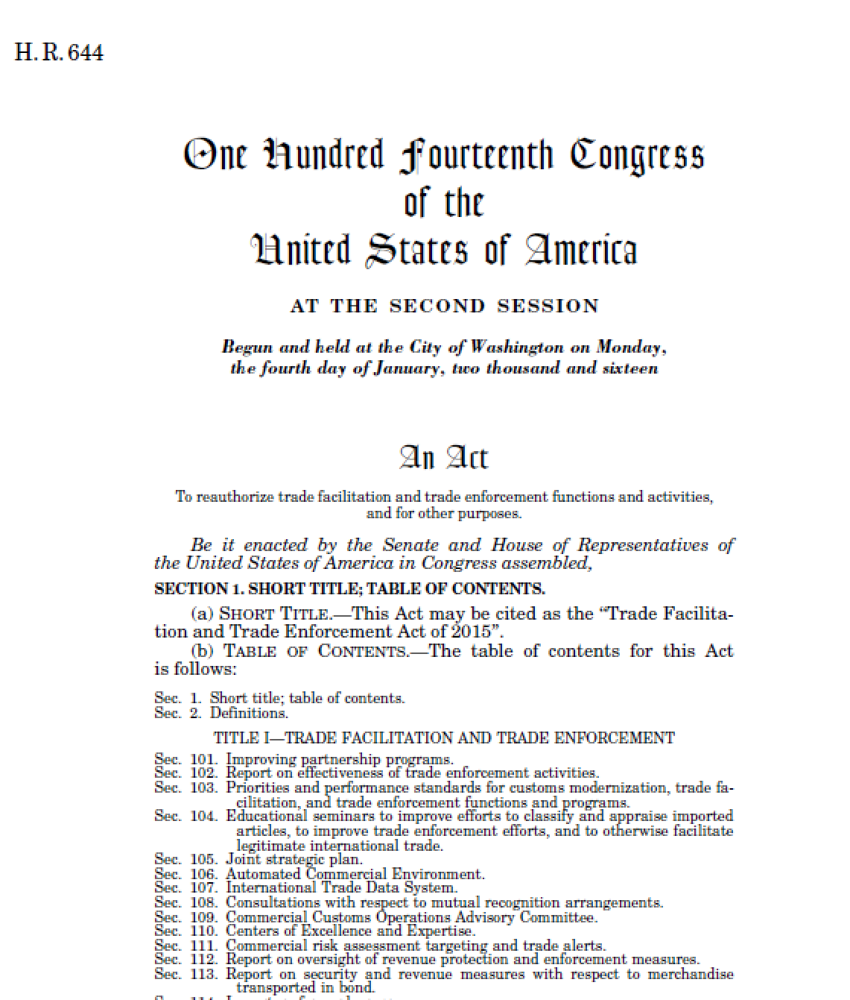 H. R. 644
One Hundred Fourteenth Congress
of the
United States of America
AT THE SECOND SESSION
Begun and held at the City of Washington on Monday,
the fourth day of January, two thousand and sixteen
An Act
To reauthorize trade facilitation and trade enforcement functions and activities,
and for other purposes.
Be it enacted by the Senate and House of Representatives of
the United States of America in Congress assembled,
SECTION 1. SHORT TITLE; TABLE OF CONTENTS.
(a) SHORT TITLE.—This Act may be cited as the “Trade Facilita-
tion and Trade Enforcement Act of 2015”.
(b) TABLE OF CONTENTS.—The table of contents for this Act
is follows:
Sec. 1. Short title; table of contents.
Sec. 2. Definitions.
TITLE I—TRADE FACILITATION AND TRADE ENFORCEMENT
Sec. 101. Improving partnership programs.
Sec. 102. Report on effectiveness of trade enforcement activities.
Sec. 103. Priorities and performance standards for customs modernization, trade fa-
cilitation, and trade enforcement functions and programs.
Sec. 104. Educational seminars to improve efforts to classify and appraise imported
articles, to improve trade enforcement efforts, and to otherwise facilitate
legitimate international trade.
Sec. 105. Joint strategic plan.
Sec. 106. Automated Commercial Environment.
Sec. 107. International Trade Data System.
Sec. 108. Consultations with respect to mutual recognition arrangements.
Sec. 109. Commercial Customs Operations Advisory Committee.
Sec. 110. Centers of Excellence and Expertise.
Sec. 111. Commercial risk assessment targeting and trade alerts.
Sec. 112. Report on oversight of revenue protection and enforcement measures.
Sec. 113. Report on security and revenue measures with respect to merchandise
transported in bond.